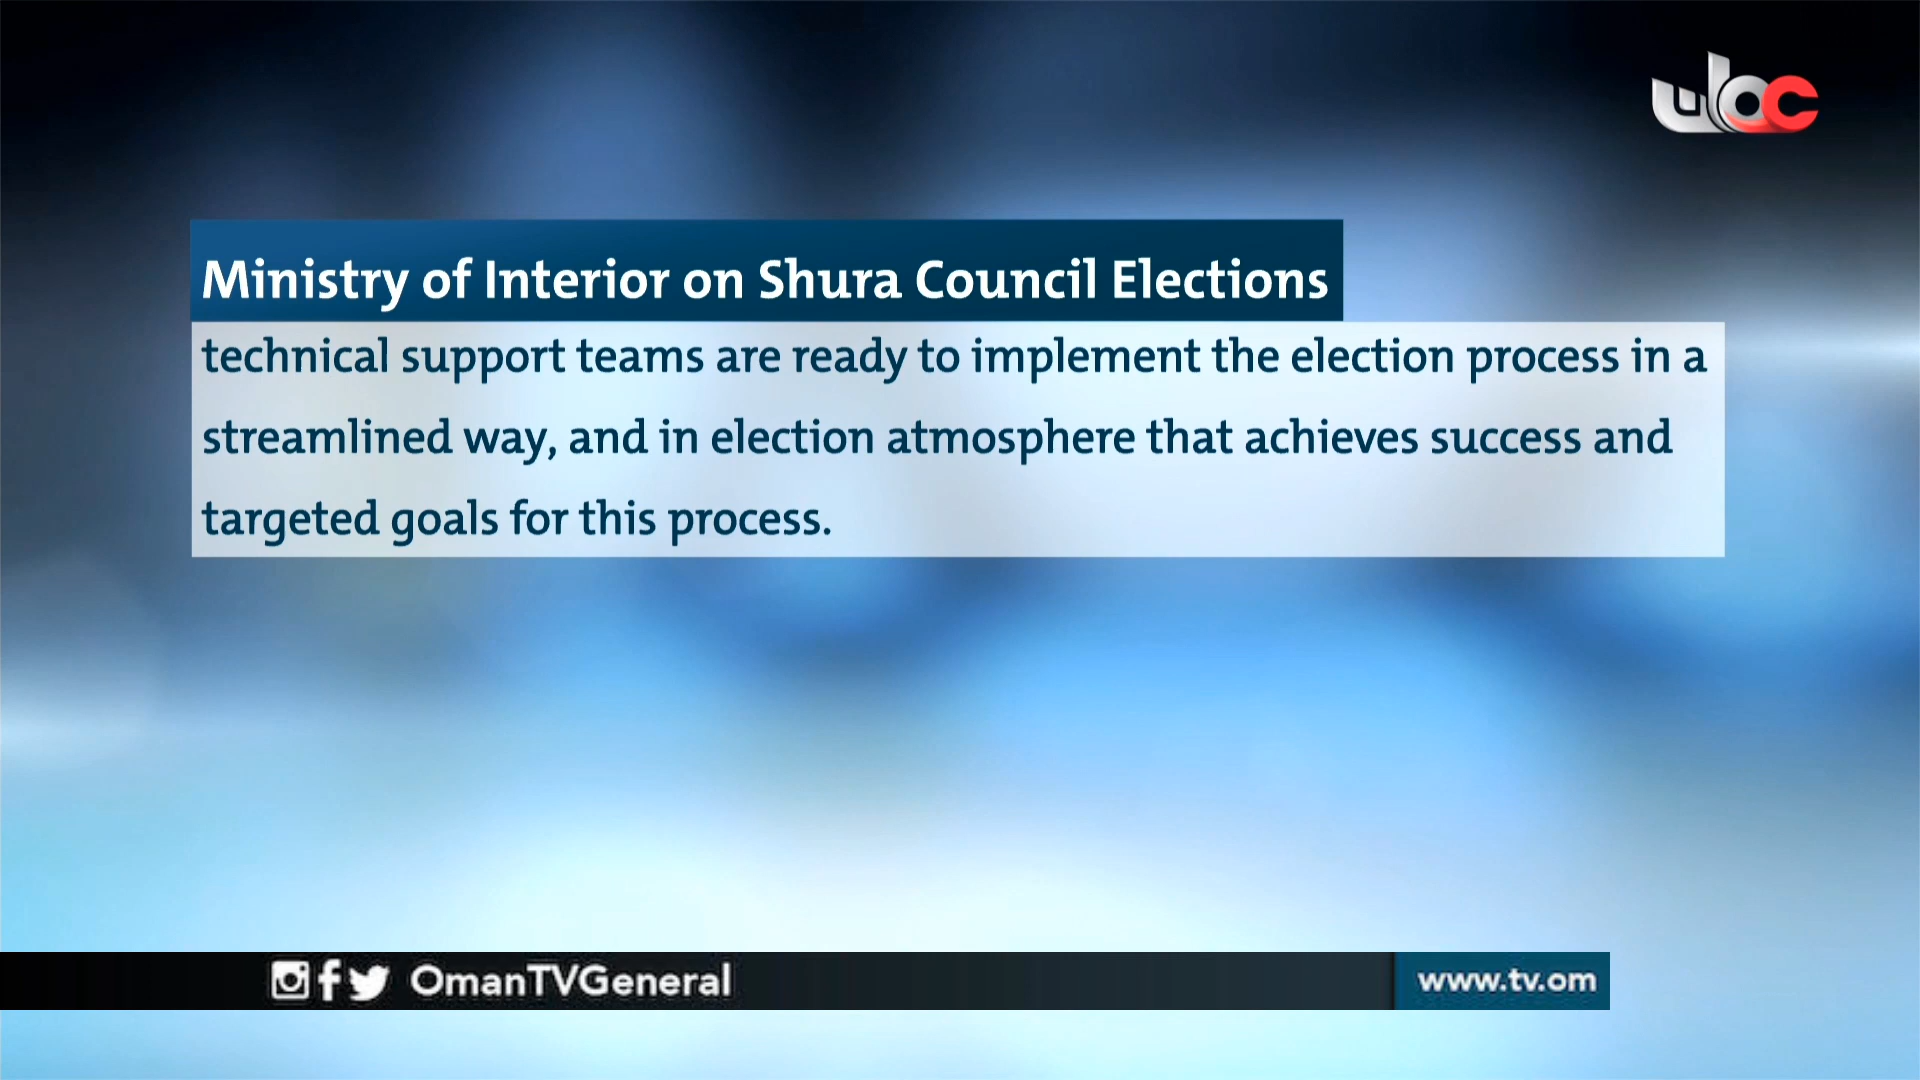 عمان
Ministry of Interior on Shura Council Elections
technical support teams are ready to implement the election process in a
streamlined way, and in election atmosphere that achieves success and
targeted goals for this process.
OmanTVGeneral
www.tv.om